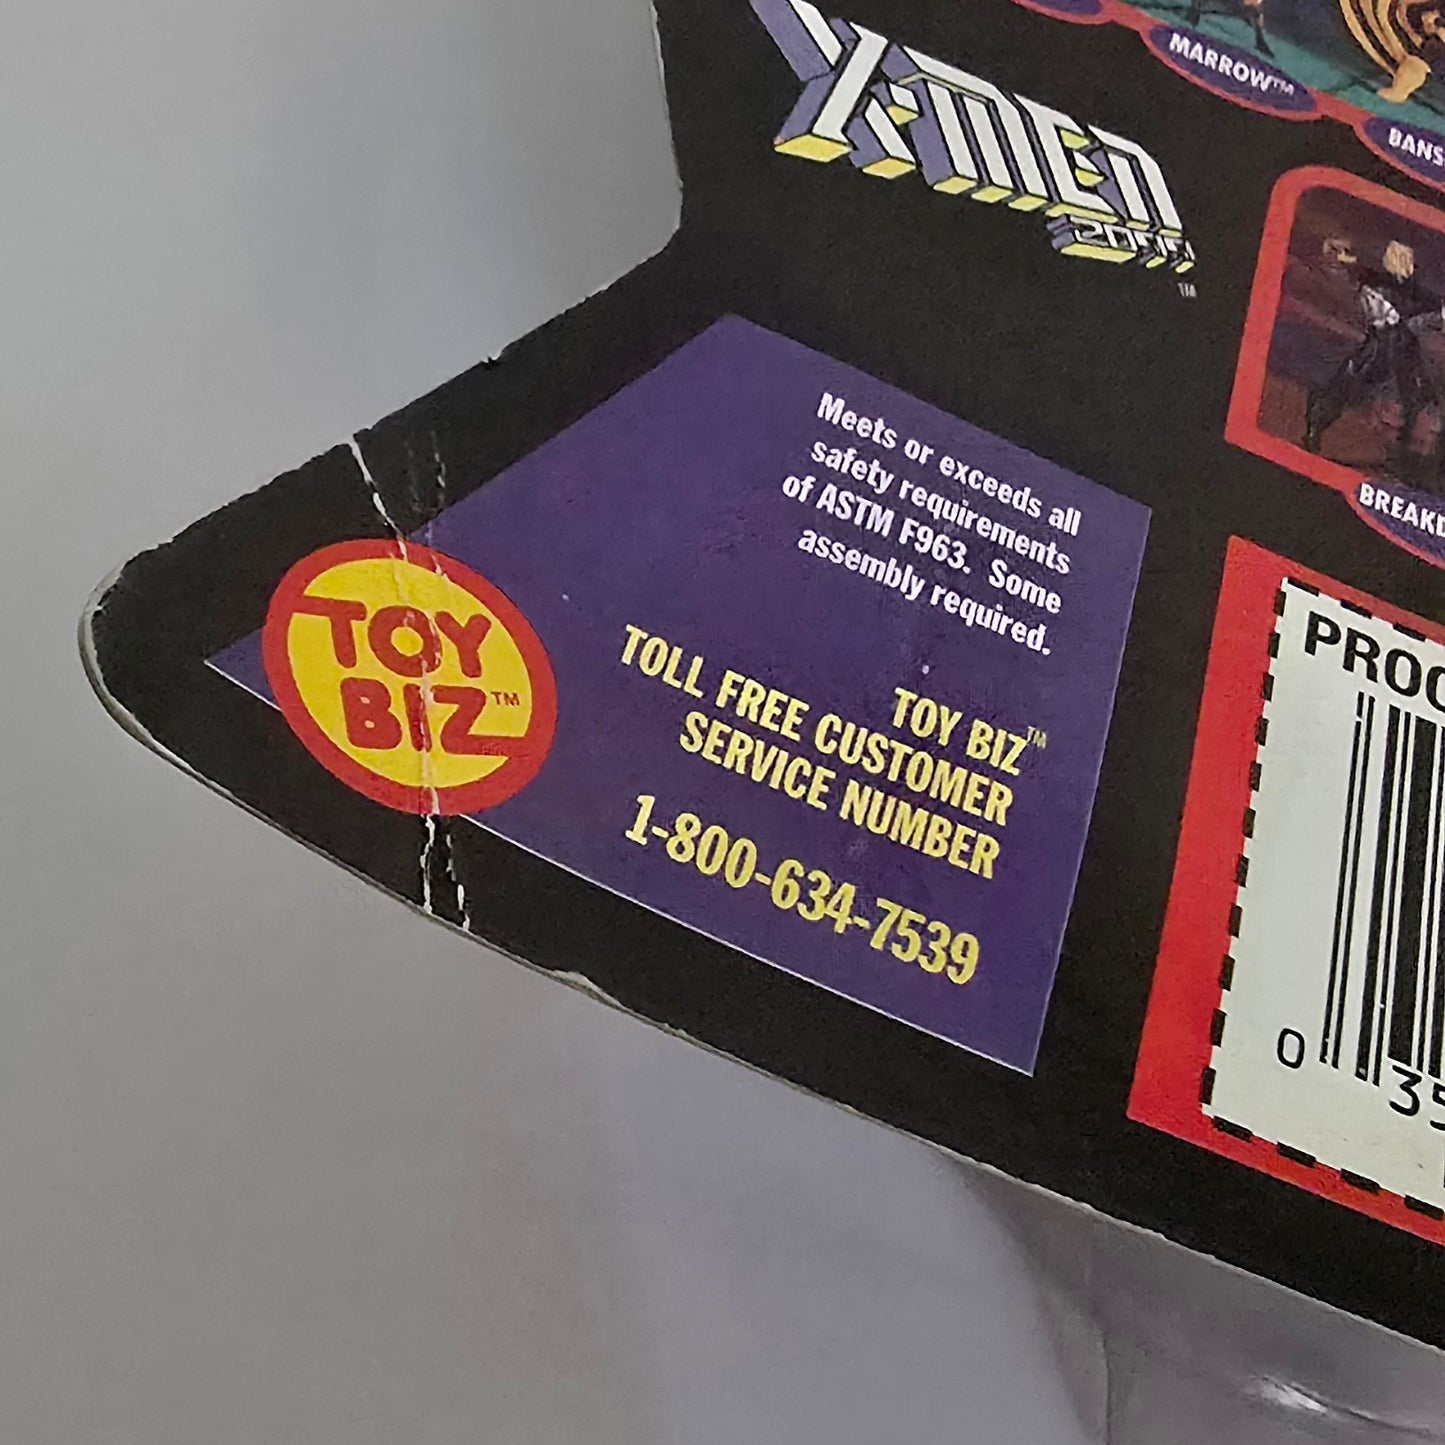 MARROW™
X-MEN
2099
™
Meets or exceeds all
safety requirements
of ASTM F963. Some
assembly required.
TOY
BIZ™
TOY BIZ™
TOLL FREE CUSTOMER
SERVICE NUMBER
1-800-634-7539
0